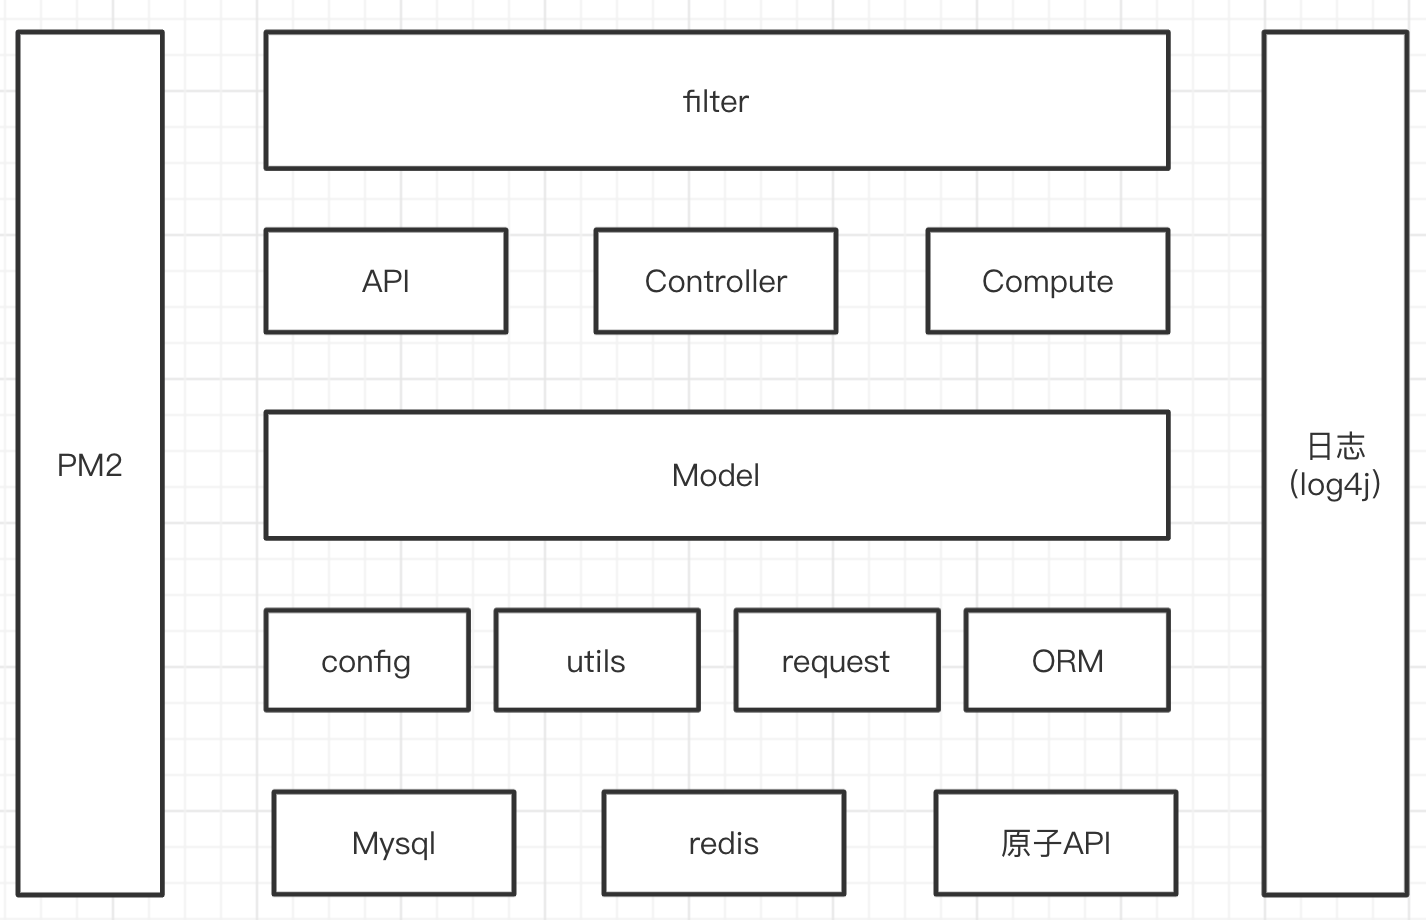 filter
API
Controller
Compute
PM2
Model
日志
(log4j)
config
utils
request
ORM
Mysql
redis
原子API